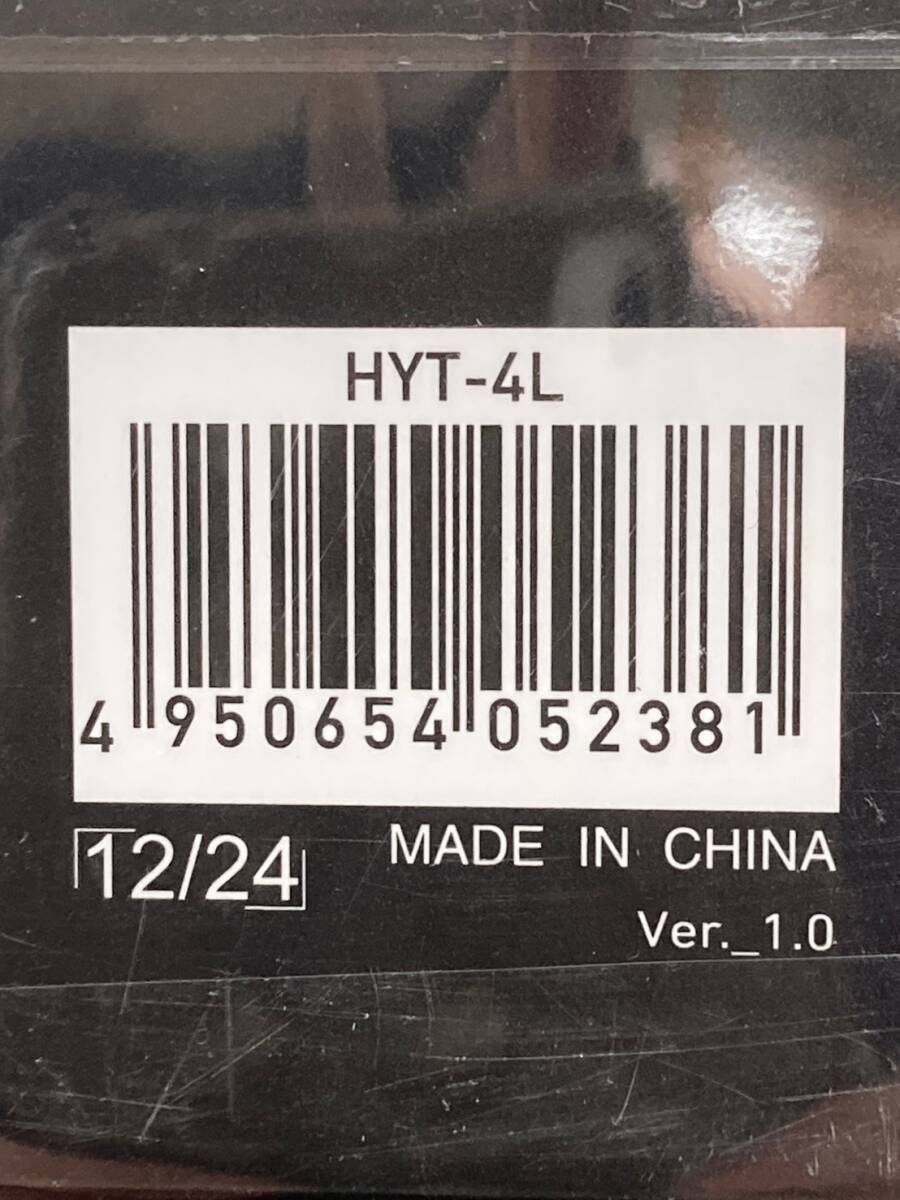 HYT-4L
4 950654 052381
12/24
MADE IN CHINA
Ver._1.0